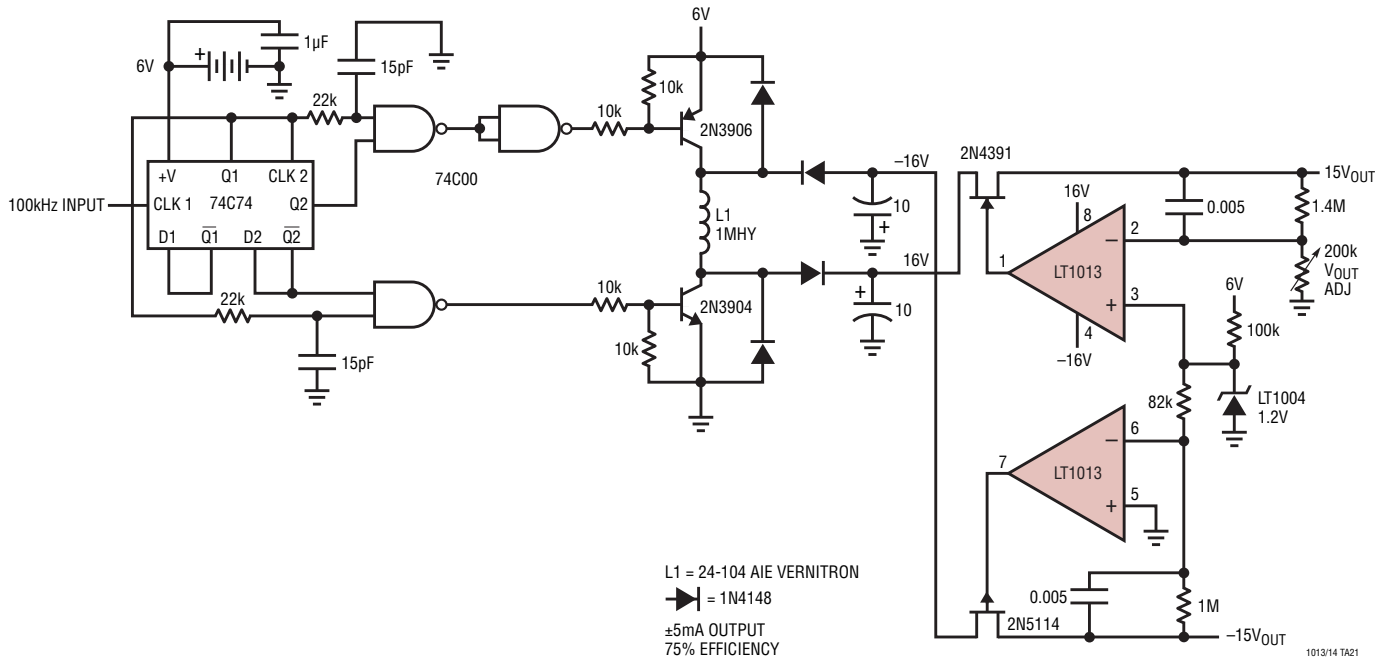 6V
1µF
+
6V
15pF
22k
10k
10k
2N3906
74C00
+V
Q1
CLK 2
100kHz INPUT
CLK 1
74C74
Q2
D1
Q1
D2
Q2
22k
15pF
10k
10k
2N3904
L1
1MHY
–16V
10
+
16V
+
10
2N4391
15VOUT
16V
8
0.005
1.4M
2
–
1
LT1013
200k
VOUT
ADJ
3
+
4
–16V
6V
100k
82k
LT1004
1.2V
6
–
7
LT1013
5
+
0.005
1M
2N5114
–15VOUT
L1 = 24-104 AIE VERNITRON
= 1N4148
±5mA OUTPUT
75% EFFICIENCY
1013/14 TA21